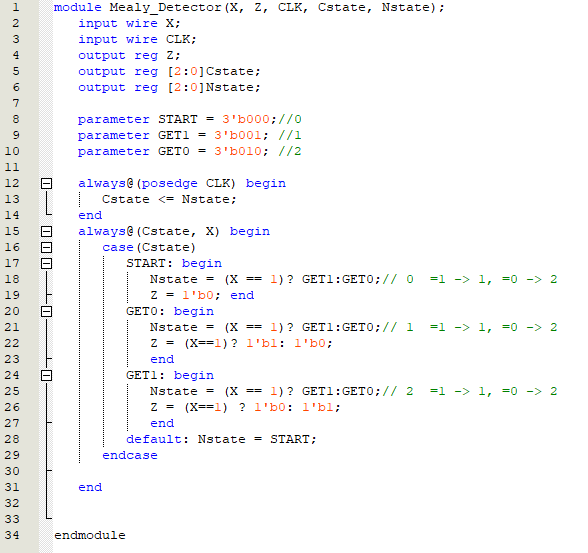 1 module Mealy_Detector(X, Z, CLK, Cstate, Nstate);
2 input wire X;
3 input wire CLK;
4 output reg Z;
5 output reg [2:0]Cstate;
6 output reg [2:0]Nstate;
7
8 parameter START = 3'b000;//0
9 parameter GET1 = 3'b001; //1
10 parameter GET0 = 3'b010; //2
11
12 always@(posedge CLK) begin
13 Cstate <= Nstate;
14 end
15 always@(Cstate, X) begin
16 case(Cstate)
17 START: begin
18 Nstate = (X == 1)? GET1:GET0;// 0 =1 -> 1, =0 -> 2
19 Z = 1'b0; end
20 GET0: begin
21 Nstate = (X == 1)? GET1:GET0;// 1 =1 -> 1, =0 -> 2
22 Z = (X==1)? 1'b1: 1'b0;
23 end
24 GET1: begin
25 Nstate = (X == 1)? GET1:GET0;// 2 =1 -> 1, =0 -> 2
26 Z = (X==1) ? 1'b0: 1'b1;
27 end
28 default: Nstate = START;
29 endcase
30
31 end
32
33
34 endmodule